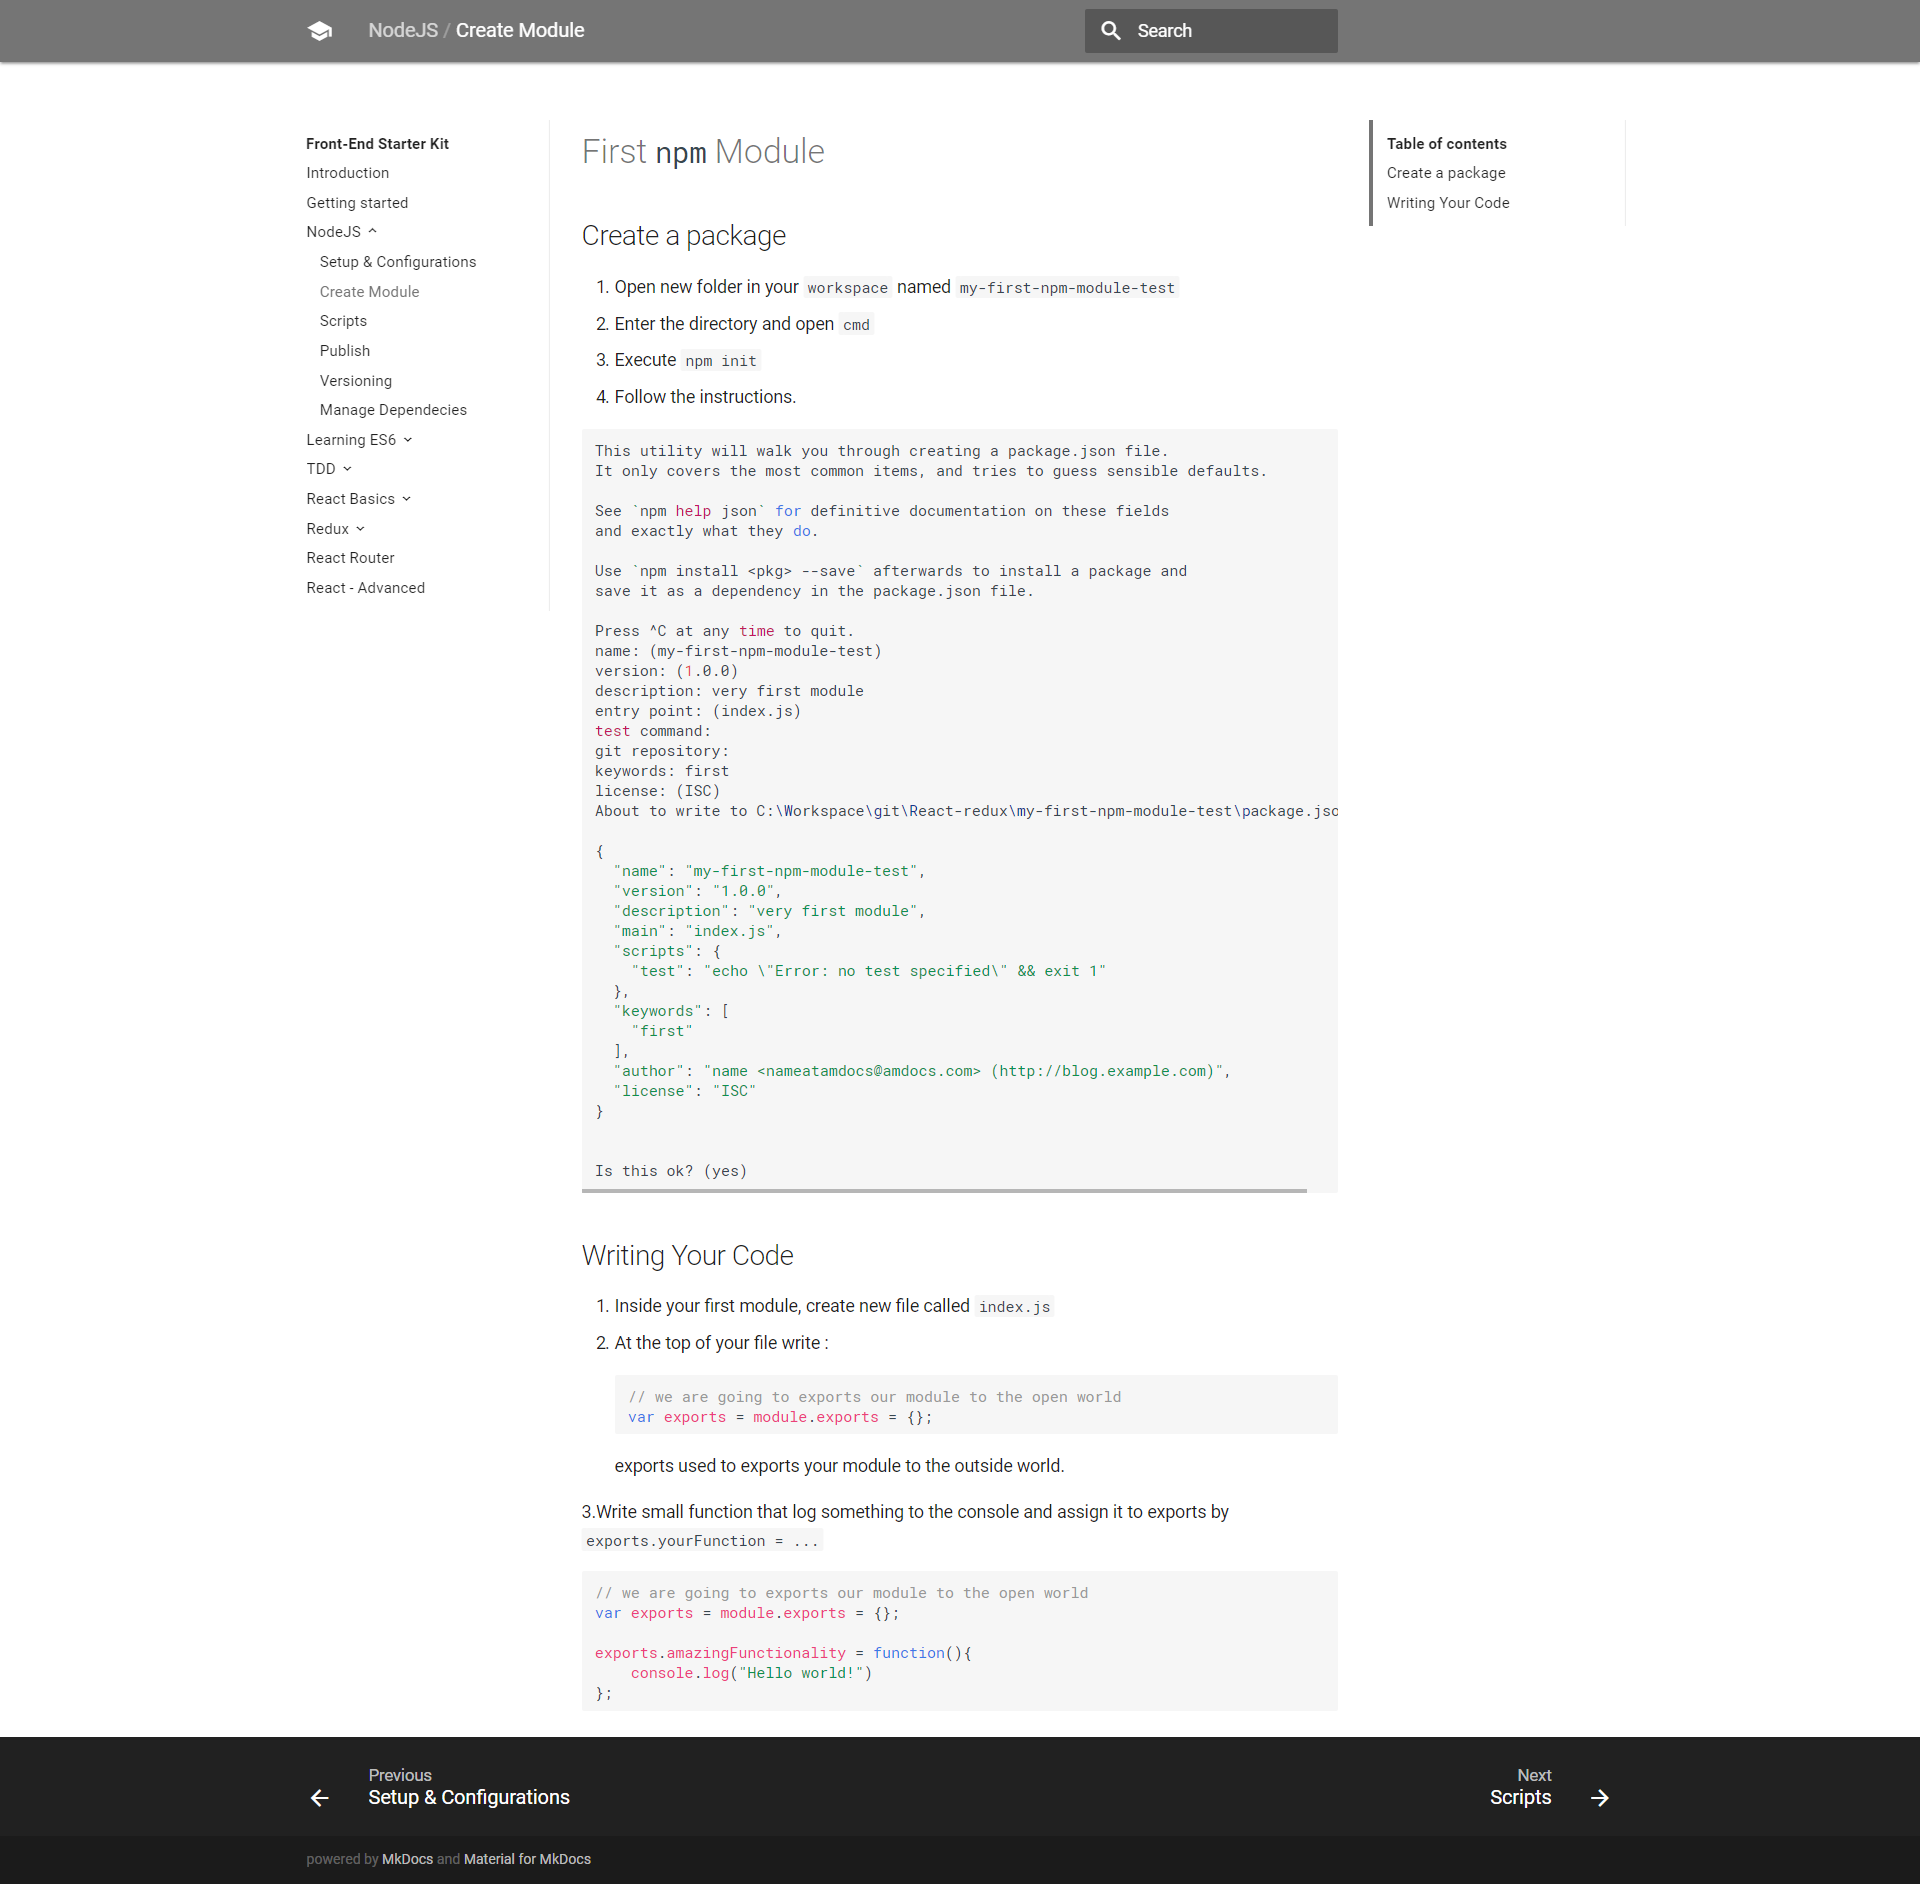 NodeJS / Create Module
Search
Front-End Starter Kit
Introduction
Getting started
NodeJS
Setup & Configurations
Create Module
Scripts
Publish
Versioning
Manage Dependecies
Learning ES6
TDD
React Basics
Redux
React Router
React - Advanced
First npm Module
Create a package
1. Open new folder in your workspace named my-first-npm-module-test
2. Enter the directory and open cmd
3. Execute npm init
4. Follow the instructions.
This utility will walk you through creating a package.json file.
It only covers the most common items, and tries to guess sensible defaults.
See `npm help json` for definitive documentation on these fields
and exactly what they do.
Use `npm install <pkg> --save` afterwards to install a package and
save it as a dependency in the package.json file.
Press ^C at any time to quit.
name: (my-first-npm-module-test)
version: (1.0.0)
description: very first module
entry point: (index.js)
test command:
git repository:
keywords: first
license: (ISC)
About to write to C:\Workspace\git\React-redux\my-first-npm-module-test\package.jso
{
  "name": "my-first-npm-module-test",
  "version": "1.0.0",
  "description": "very first module",
  "main": "index.js",
  "scripts": {
    "test": "echo \"Error: no test specified\" && exit 1"
  },
  "keywords": [
    "first"
  ],
  "author": "name <nameatamdocs@amdocs.com> (http://blog.example.com)",
  "license": "ISC"
}
Is this ok? (yes)
Writing Your Code
1. Inside your first module, create new file called index.js
2. At the top of your file write :
// we are going to exports our module to the open world
var exports = module.exports = {};
exports used to exports your module to the outside world.
3.Write small function that log something to the console and assign it to exports by
exports.yourFunction = ...
// we are going to exports our module to the open world
var exports = module.exports = {};
exports.amazingFunctionality = function(){
    console.log("Hello world!")
};
Table of contents
Create a package
Writing Your Code
Previous
Setup & Configurations
Next
Scripts
powered by MkDocs and Material for MkDocs